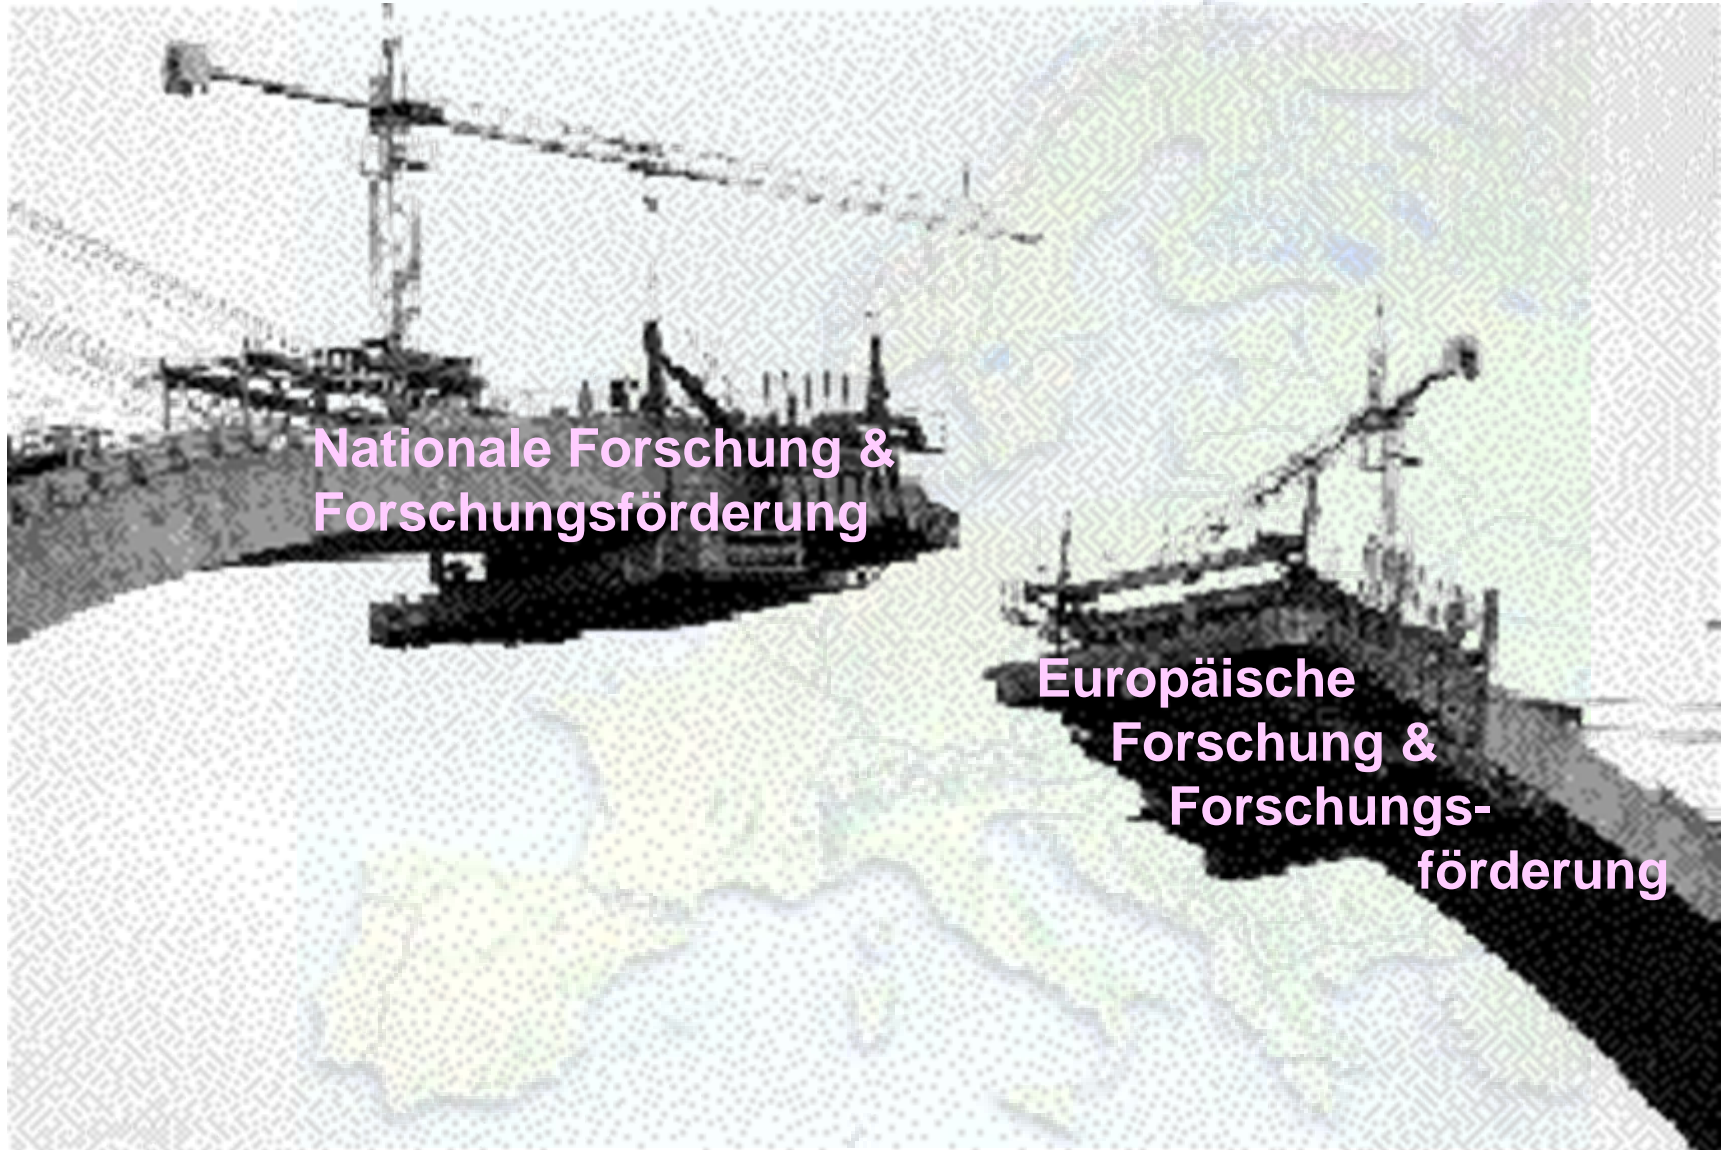 Nationale Forschung &
Forschungsförderung
Europäische
Forschung &
Forschungs-
förderung